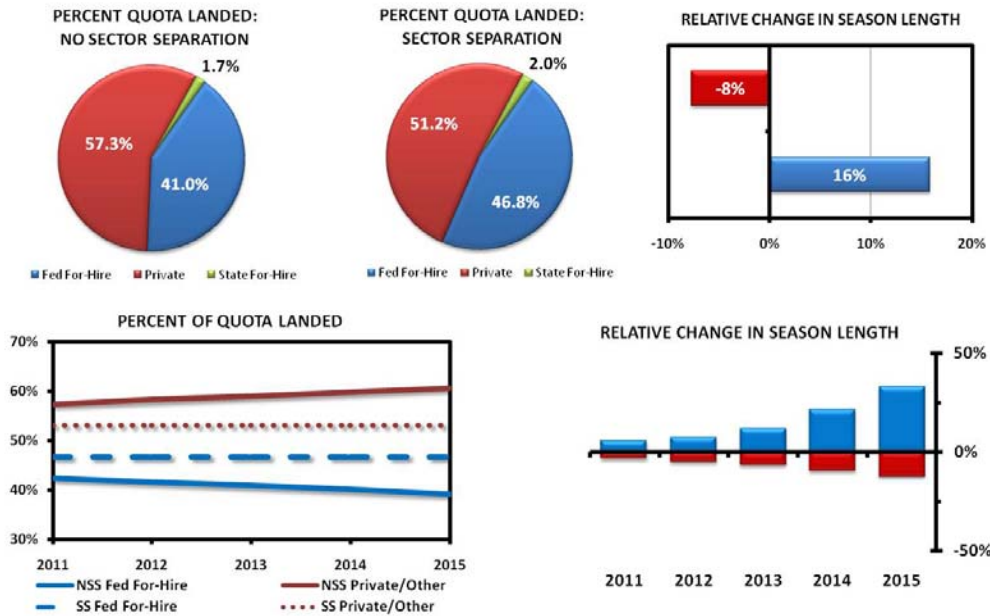 PERCENT QUOTA LANDED:
NO SECTOR SEPARATION
1.7%
57.3%
41.0%
Fed For-Hire Private State For-Hire
PERCENT QUOTA LANDED:
SECTOR SEPARATION
2.0%
51.2%
46.8%
Fed For-Hire Private State For-Hire
RELATIVE CHANGE IN SEASON LENGTH
-8%
16%
-10% 0% 10% 20%
PERCENT OF QUOTA LANDED
70%
60%
50%
40%
30%
2011 2012 2013 2014 2015
NSS Fed For-Hire NSS Private/Other
SS Fed For-Hire SS Private/Other
RELATIVE CHANGE IN SEASON LENGTH
50%
0%
-50%
2011 2012 2013 2014 2015